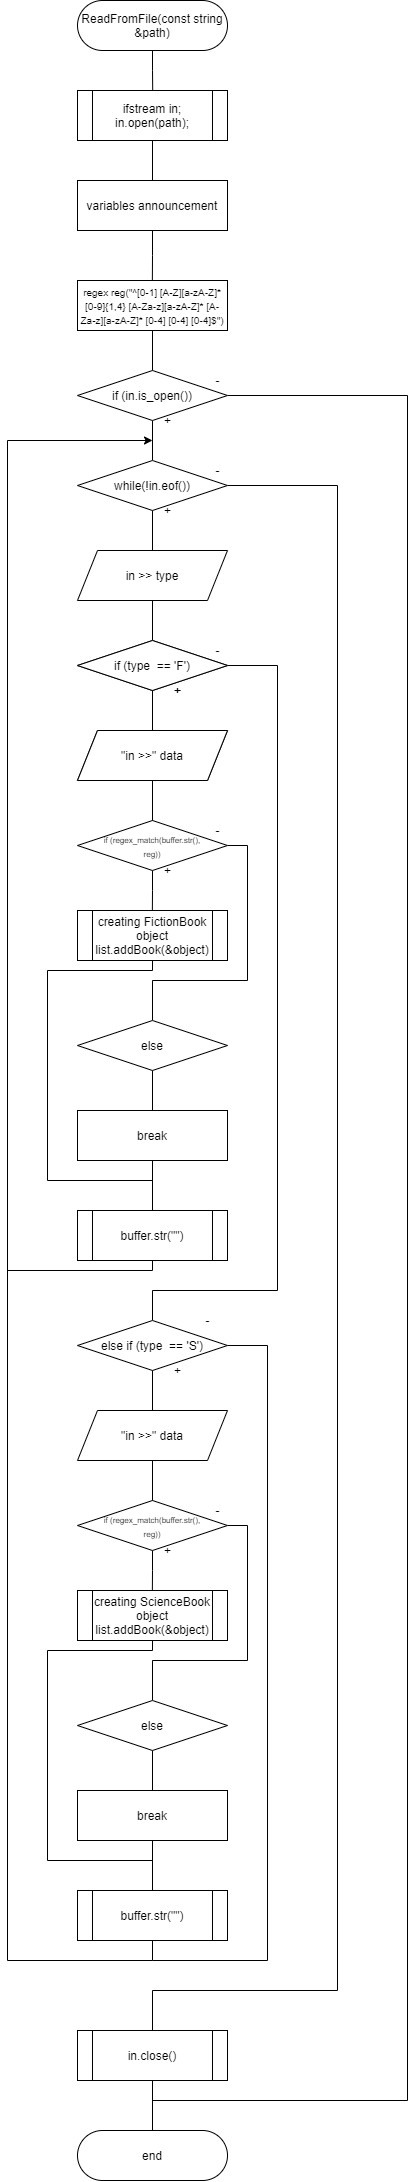 ReadFromFile(const string
&path)
ifstream in;
in.open(path);
variables announcement
regex reg("^[0-1] [A-Z][a-zA-Z]*
[0-9]{1,4} [A-Za-z][a-zA-Z]* [A-
Za-z][a-zA-Z]* [0-4] [0-4] [0-4]$")
-
if (in.is_open())
+
-
while(!in.eof())
+
in >> type
-
if (type == 'F')
+
"in >>" data
-
if (regex_match(buffer.str(),
reg))
+
creating FictionBook
object
list.addBook(&object)
else
break
buffer.str("")
-
else if (type == 'S')
+
"in >>" data
-
if (regex_match(buffer.str(),
reg))
+
creating ScienceBook
object
list.addBook(&object)
else
break
buffer.str("")
in.close()
end